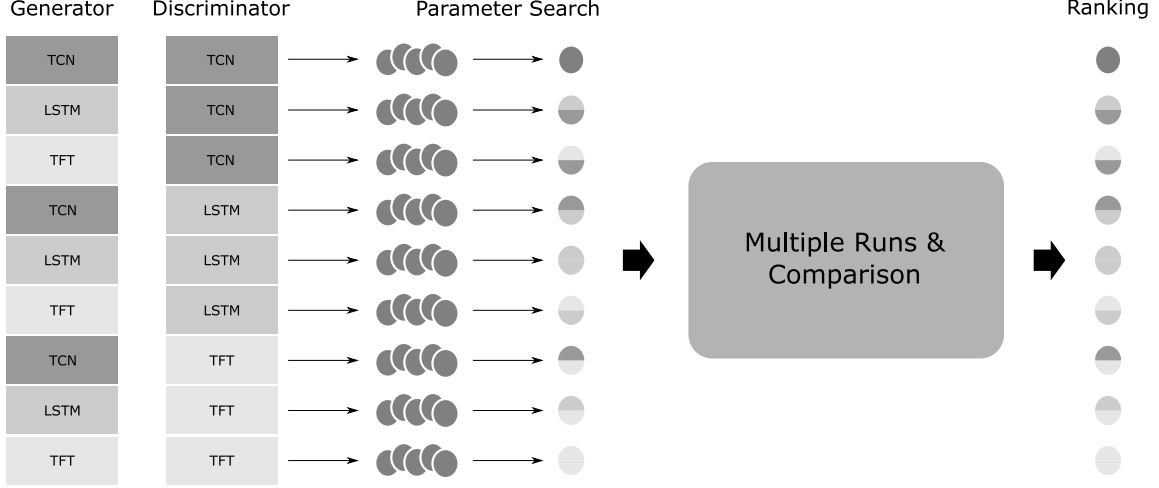 Generator Discriminator Parameter Search Ranking
TCN TCN
LSTM TCN
TFT TCN
TCN LSTM
LSTM LSTM
TFT LSTM
TCN TFT
LSTM TFT
TFT TFT
Multiple Runs &
Comparison